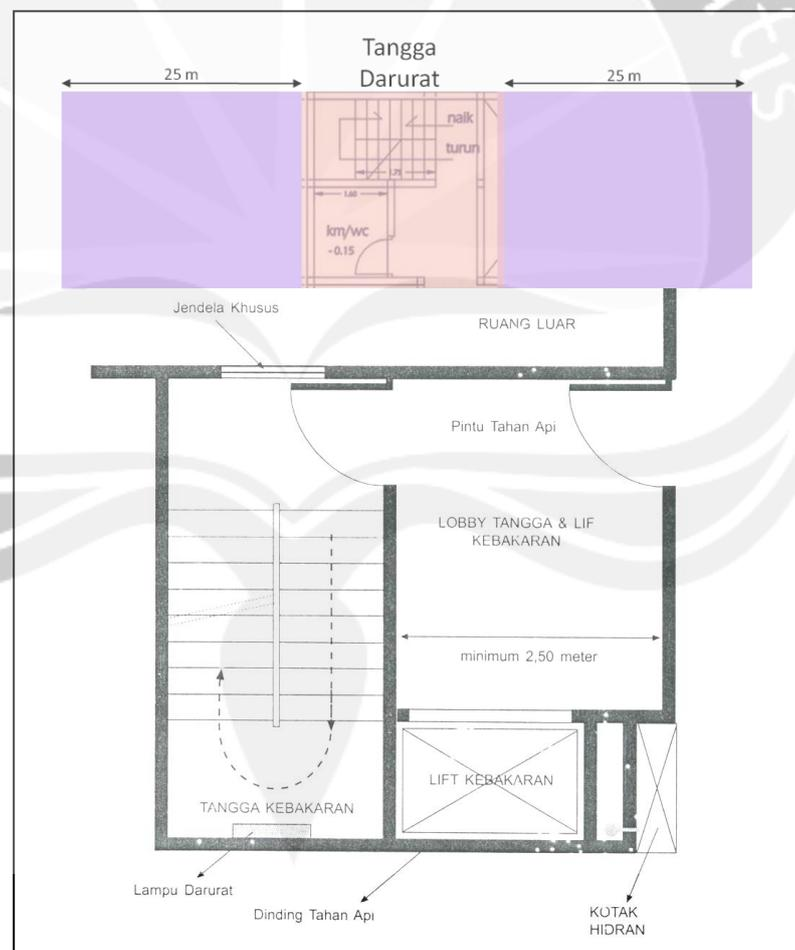 Tangga
Darurat
25 m
25 m
naik
turun
1.75
1.60
km/wc
- 0.15
Jendela Khusus
RUANG LUAR
Pintu Tahan Api
LOBBY TANGGA & LIF
KEBAKARAN
minimum 2,50 meter
LIFT KEBAKARAN
TANGGA KEBAKARAN
Lampu Darurat
Dinding Tahan Api
KOTAK
HIDRAN